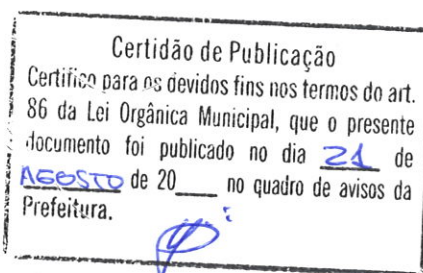 Certidão de Publicação
Certifico para os devidos fins nos termos do art.
86 da Lei Orgânica Municipal, que o presente
documento foi publicado no dia 21 de
AGOSTO de 20____ no quadro de avisos da
Prefeitura.